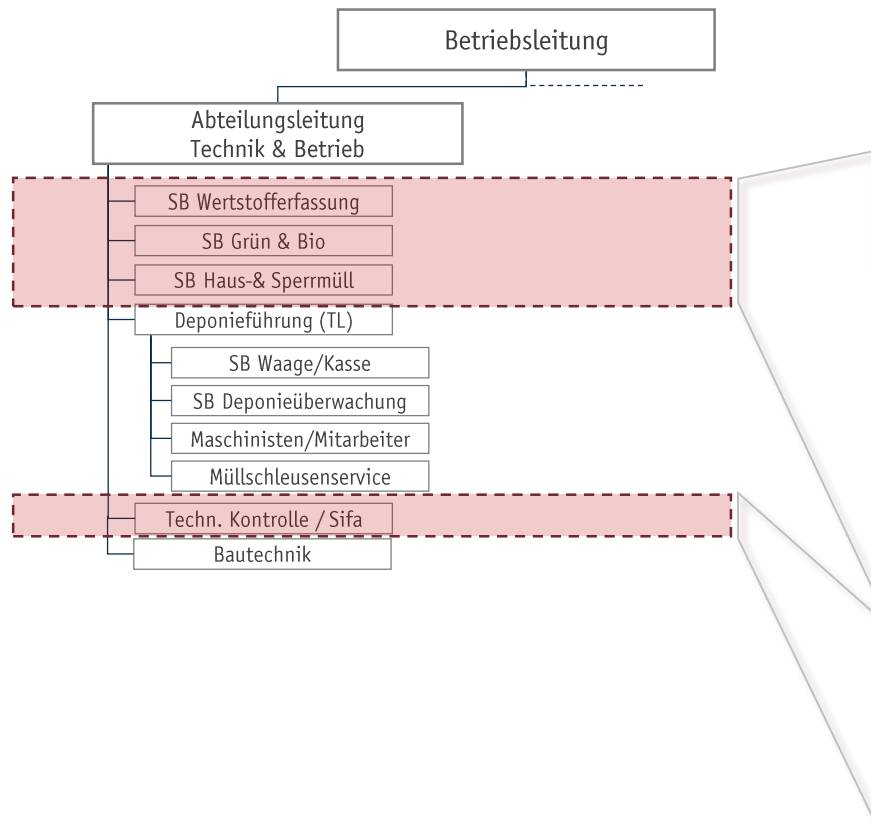 Betriebsleitung
Abteilungsleitung
Technik & Betrieb
SB Wertstofferfassung
SB Grün & Bio
SB Haus-& Sperrmüll
Deponieführung (TL)
SB Waage/Kasse
SB Deponieüberwachung
Maschinisten/Mitarbeiter
Müllschleusenservice
Techn. Kontrolle / Sifa
Bautechnik